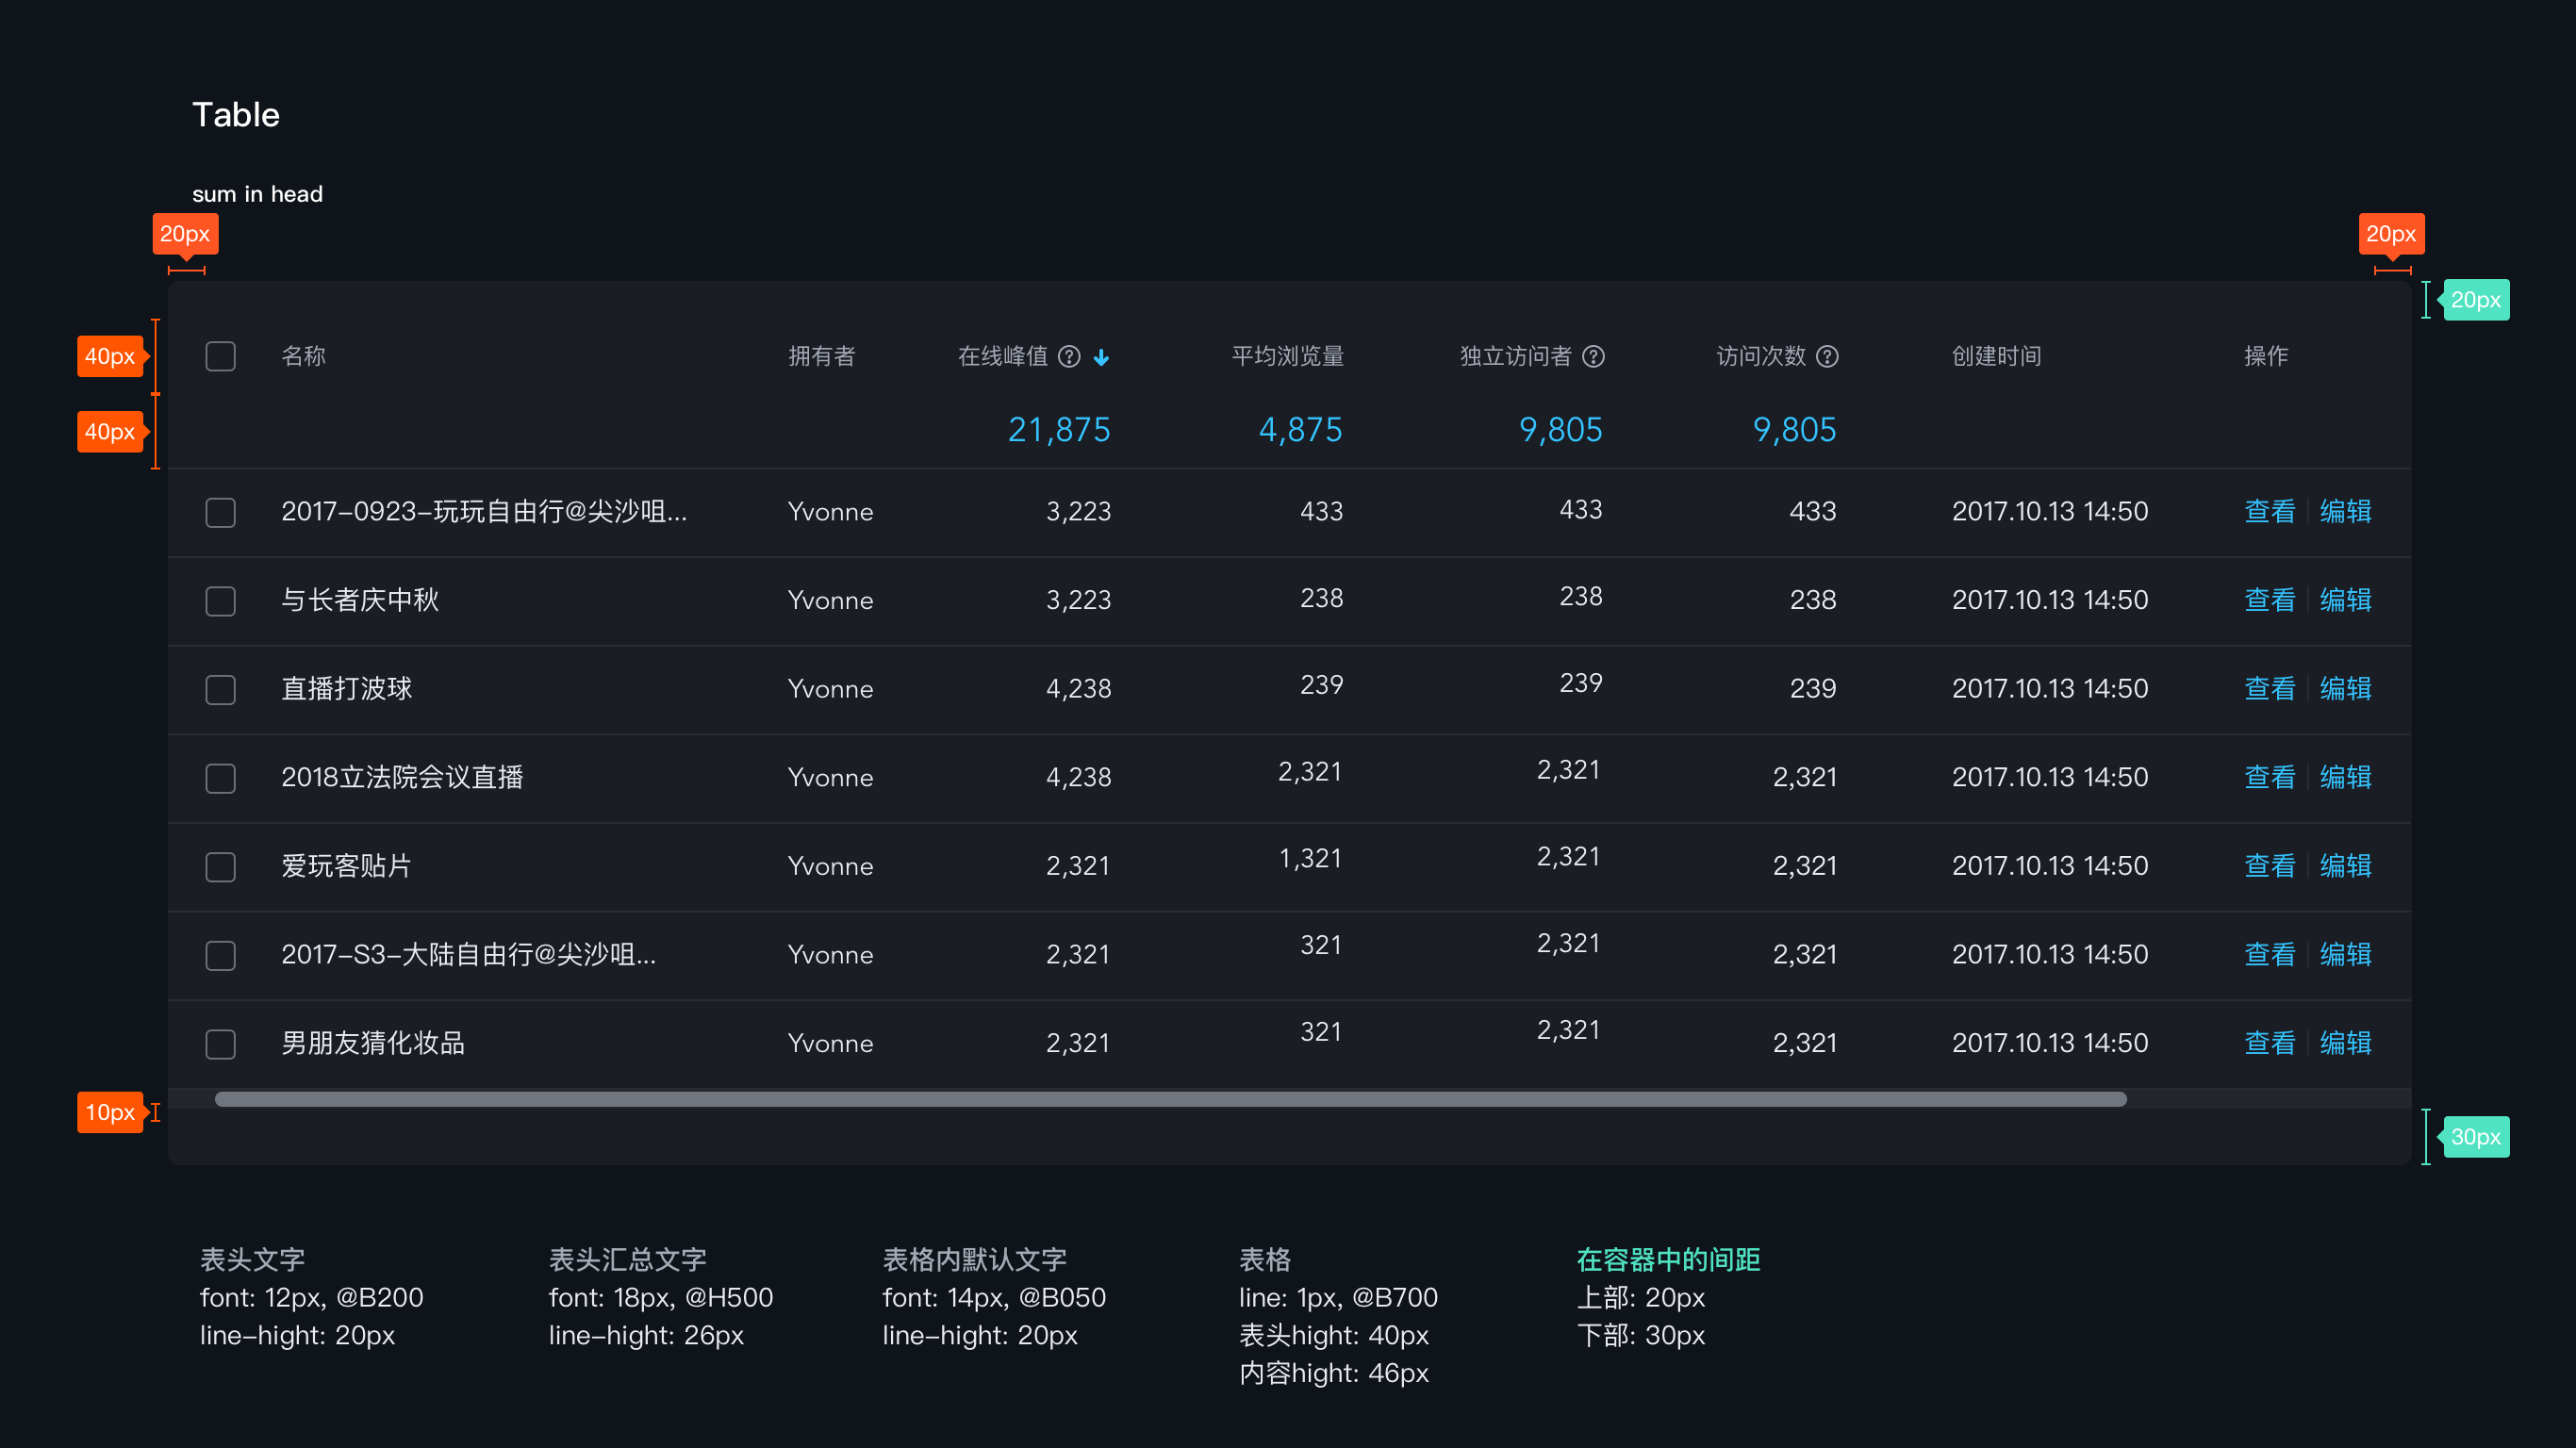 Table
sum in head
20px 20px
20px
40px 名称 拥有者 在线峰值 ? 平均浏览量 独立访问者 ? 访问次数 ? 创建时间 操作
40px 21,875 4,875 9,805 9,805
2017-0923-玩玩自由行@尖沙咀... Yvonne 3,223 433 433 433 2017.10.13 14:50 查看 编辑
与长者庆中秋 Yvonne 3,223 238 238 238 2017.10.13 14:50 查看 编辑
直播打波球 Yvonne 4,238 239 239 239 2017.10.13 14:50 查看 编辑
2018立法院会议直播 Yvonne 4,238 2,321 2,321 2,321 2017.10.13 14:50 查看 编辑
爱玩客贴片 Yvonne 2,321 1,321 2,321 2,321 2017.10.13 14:50 查看 编辑
2017-S3-大陆自由行@尖沙咀... Yvonne 2,321 321 2,321 2,321 2017.10.13 14:50 查看 编辑
男朋友猜化妆品 Yvonne 2,321 321 2,321 2,321 2017.10.13 14:50 查看 编辑
10px
30px
表头文字
font: 12px, @B200
line-hight: 20px
表头汇总文字
font: 18px, @H500
line-hight: 26px
表格内默认文字
font: 14px, @B050
line-hight: 20px
表格
line: 1px, @B700
表头hight: 40px
内容hight: 46px
在容器中的间距
上部: 20px
下部: 30px